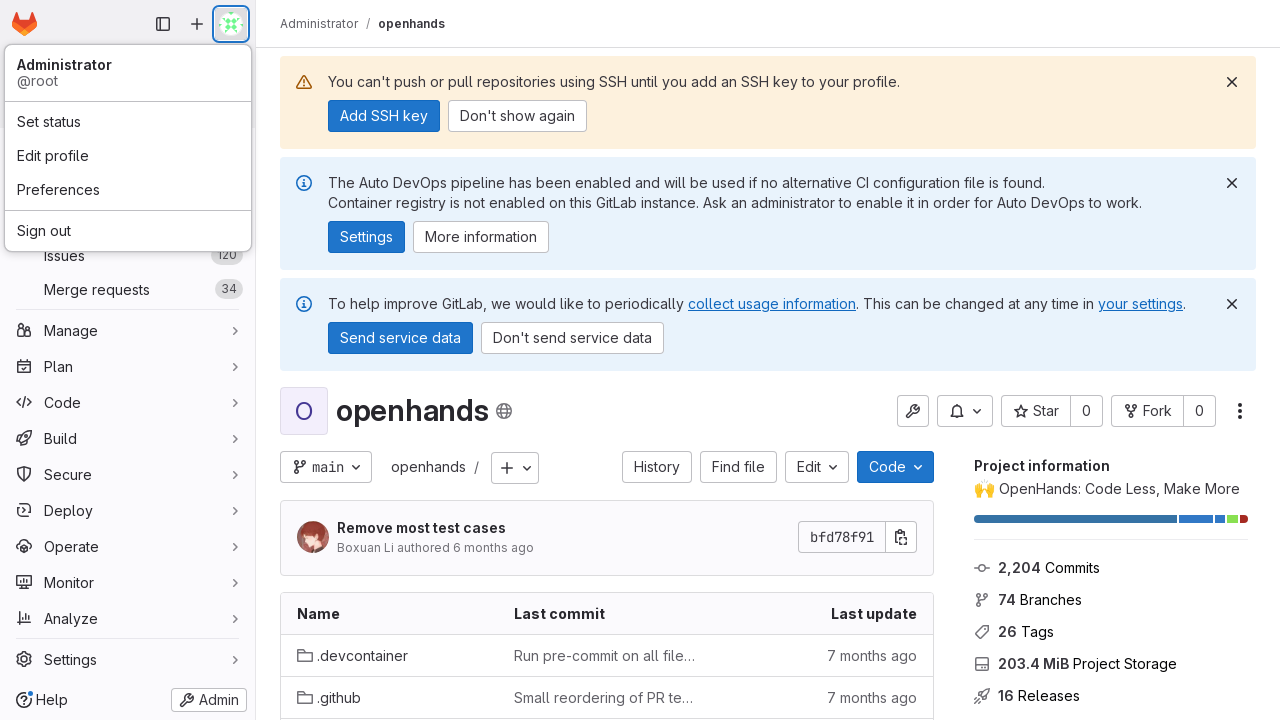 Administrator / openhands
Administrator
@root
Set status
Edit profile
Preferences
Sign out
Issues 120
Merge requests 34
Manage
Plan
Code
Build
Secure
Deploy
Operate
Monitor
Analyze
Settings
Help
Admin
You can't push or pull repositories using SSH until you add an SSH key to your profile.
Add SSH key
Don't show again
The Auto DevOps pipeline has been enabled and will be used if no alternative CI configuration file is found.
Container registry is not enabled on this GitLab instance. Ask an administrator to enable it in order for Auto DevOps to work.
Settings
More information
To help improve GitLab, we would like to periodically collect usage information. This can be changed at any time in your settings.
Send service data
Don't send service data
O
openhands
Star 0
Fork 0
main
openhands /
History
Find file
Edit
Code
Remove most test cases
Boxuan Li authored 6 months ago
bfd78f91
Name Last commit Last update
.devcontainer Run pre-commit on all file… 7 months ago
.github Small reordering of PR te… 7 months ago
Project information
🙌 OpenHands: Code Less, Make More
2,204 Commits
74 Branches
26 Tags
203.4 MiB Project Storage
16 Releases